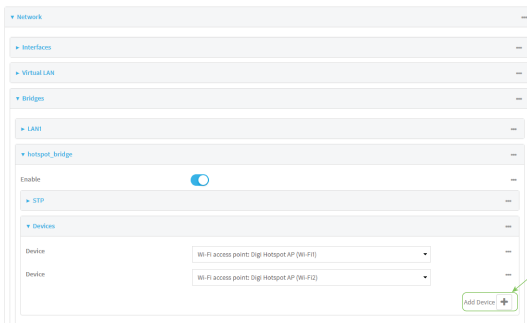 Network
Interfaces
Virtual LAN
Bridges
LAN1
hotspot_bridge
Enable
STP
Devices
Device
Wi-Fi access point: Digi Hotspot AP (Wi-Fi1)
Device
Wi-Fi access point: Digi Hotspot AP (Wi-Fi2)
Add Device